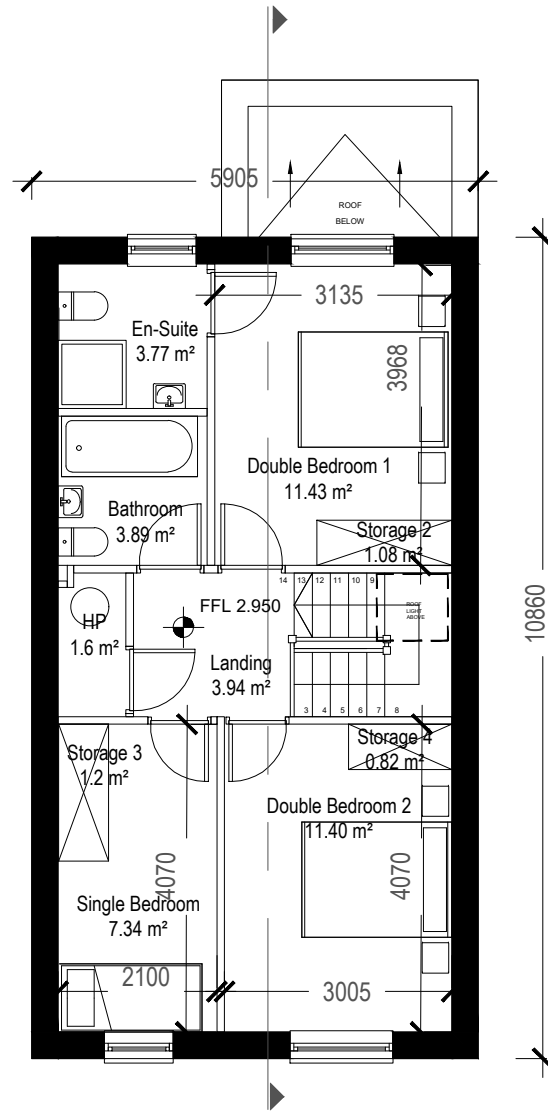 5905
ROOF
BELOW
3135
En-Suite
3.77 m²
3968
Double Bedroom 1
11.43 m²
Bathroom
3.89 m²
Storage 2
1.08 m²
14 13 12 11 10 9
ROOF
LIGHT
ABOVE
FFL 2.950
HP
1.6 m²
10860
Landing
3.94 m²
3 4 5 6 7 8
Storage 3
1.2 m²
Storage 4
0.82 m²
Double Bedroom 2
11.40 m²
4070
4070
Single Bedroom
7.34 m²
2100
3005